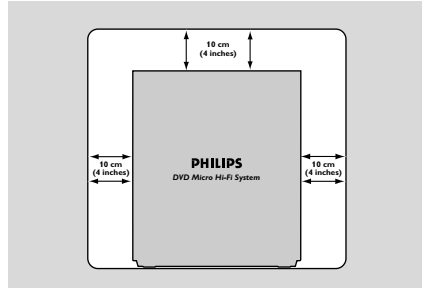 10 cm
(4 inches)
10 cm
(4 inches)
PHILIPS
DVD Micro Hi-Fi System
10 cm
(4 inches)